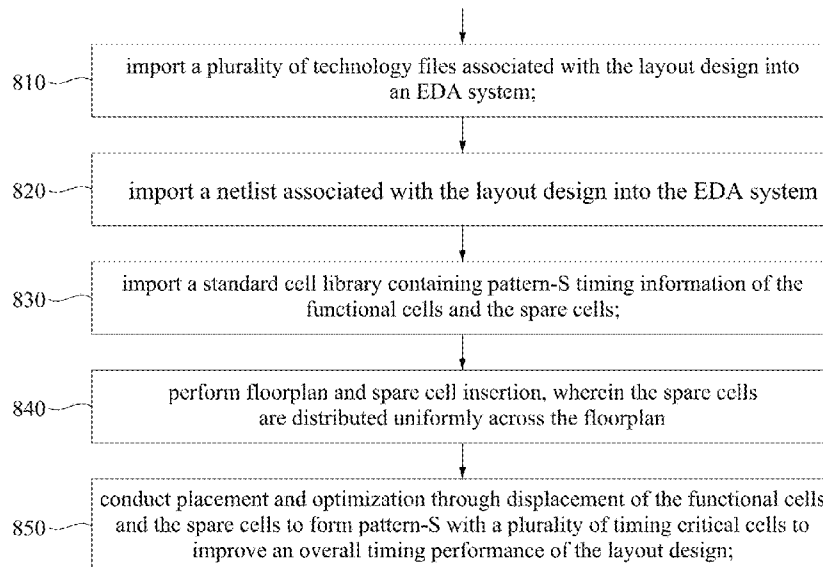 810
import a plurality of technology files associated with the layout design into
an EDA system;
820
import a netlist associated with the layout design into the EDA system
830
import a standard cell library containing pattern-S timing information of the
functional cells and the spare cells;
840
perform floorplan and spare cell insertion, wherein the spare cells
are distributed uniformly across the floorplan
850
conduct placement and optimization through displacement of the functional cells
and the spare cells to form pattern-S with a plurality of timing critical cells to
improve an overall timing performance of the layout design;